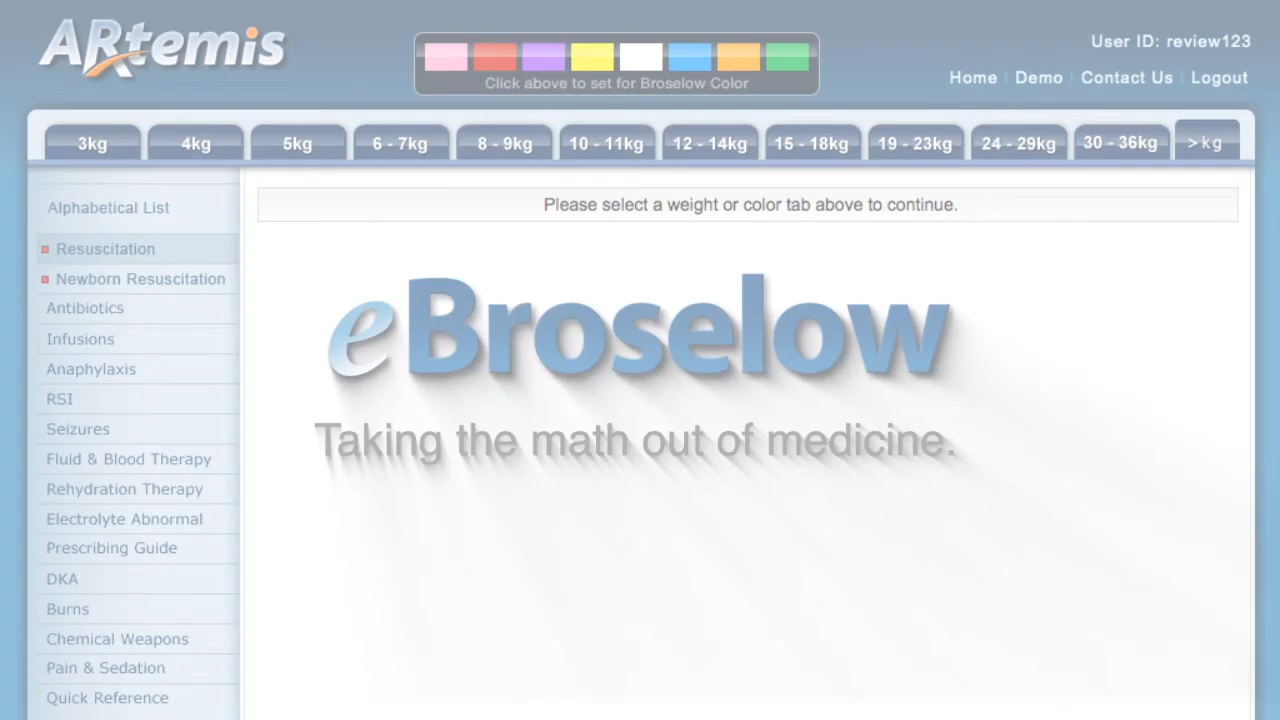 ARtemis
Click above to set for Broselow Color
User ID: review123
Home Demo Contact Us Logout
3kg 4kg 5kg 6 - 7kg 8 - 9kg 10 - 11kg 12 - 14kg 15 - 18kg 19 - 23kg 24 - 29kg 30 - 36kg > kg
Alphabetical List
Resuscitation
Newborn Resuscitation
Antibiotics
Infusions
Anaphylaxis
RSI
Seizures
Fluid & Blood Therapy
Rehydration Therapy
Electrolyte Abnormal
Prescribing Guide
DKA
Burns
Chemical Weapons
Pain & Sedation
Quick Reference
Please select a weight or color tab above to continue.
eBroselow
Taking the math out of medicine.